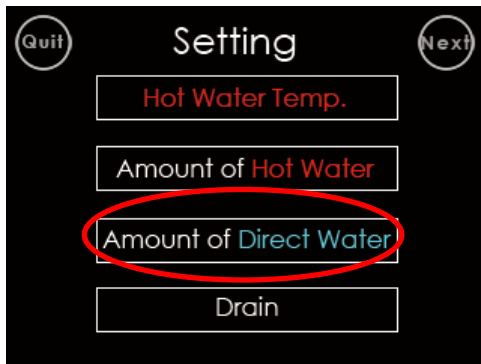 Quit
Setting
Next
Hot Water Temp.
Amount of Hot Water
Amount of Direct Water
Drain